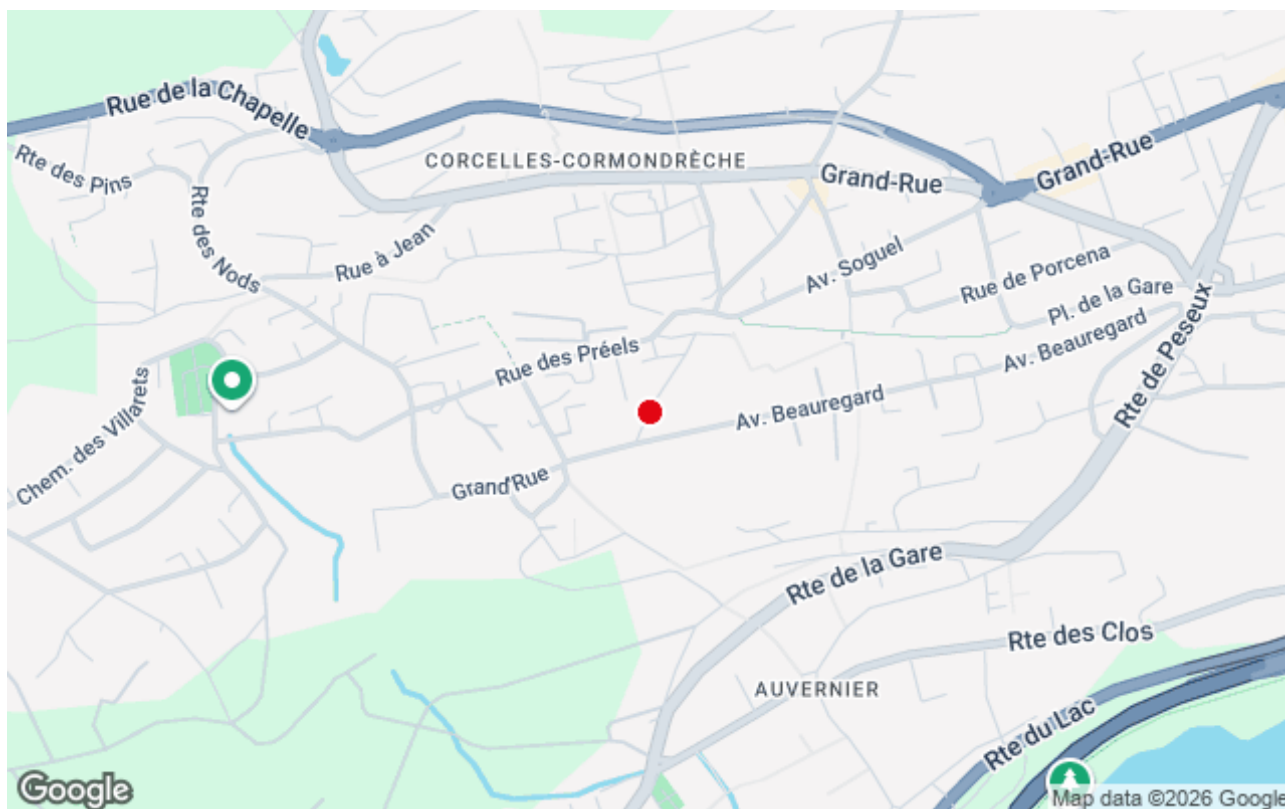 Rue de la Chapelle
Rte des Pins
CORCELLES-CORMONDRÈCHE
Grand-Rue
Grand-Rue
Rte des Nods
Rue à Jean
Av. Soguel
Rue de Porcena
Pl. de la Gare
Rue des Préels
Av. Beauregard
Rte de Peseux
Chem. des Villarets
Av. Beauregard
Grand'Rue
Rte de la Gare
Rte des Clos
AUVERNIER
Rte du Lac
Google
Map data ©2026 Google